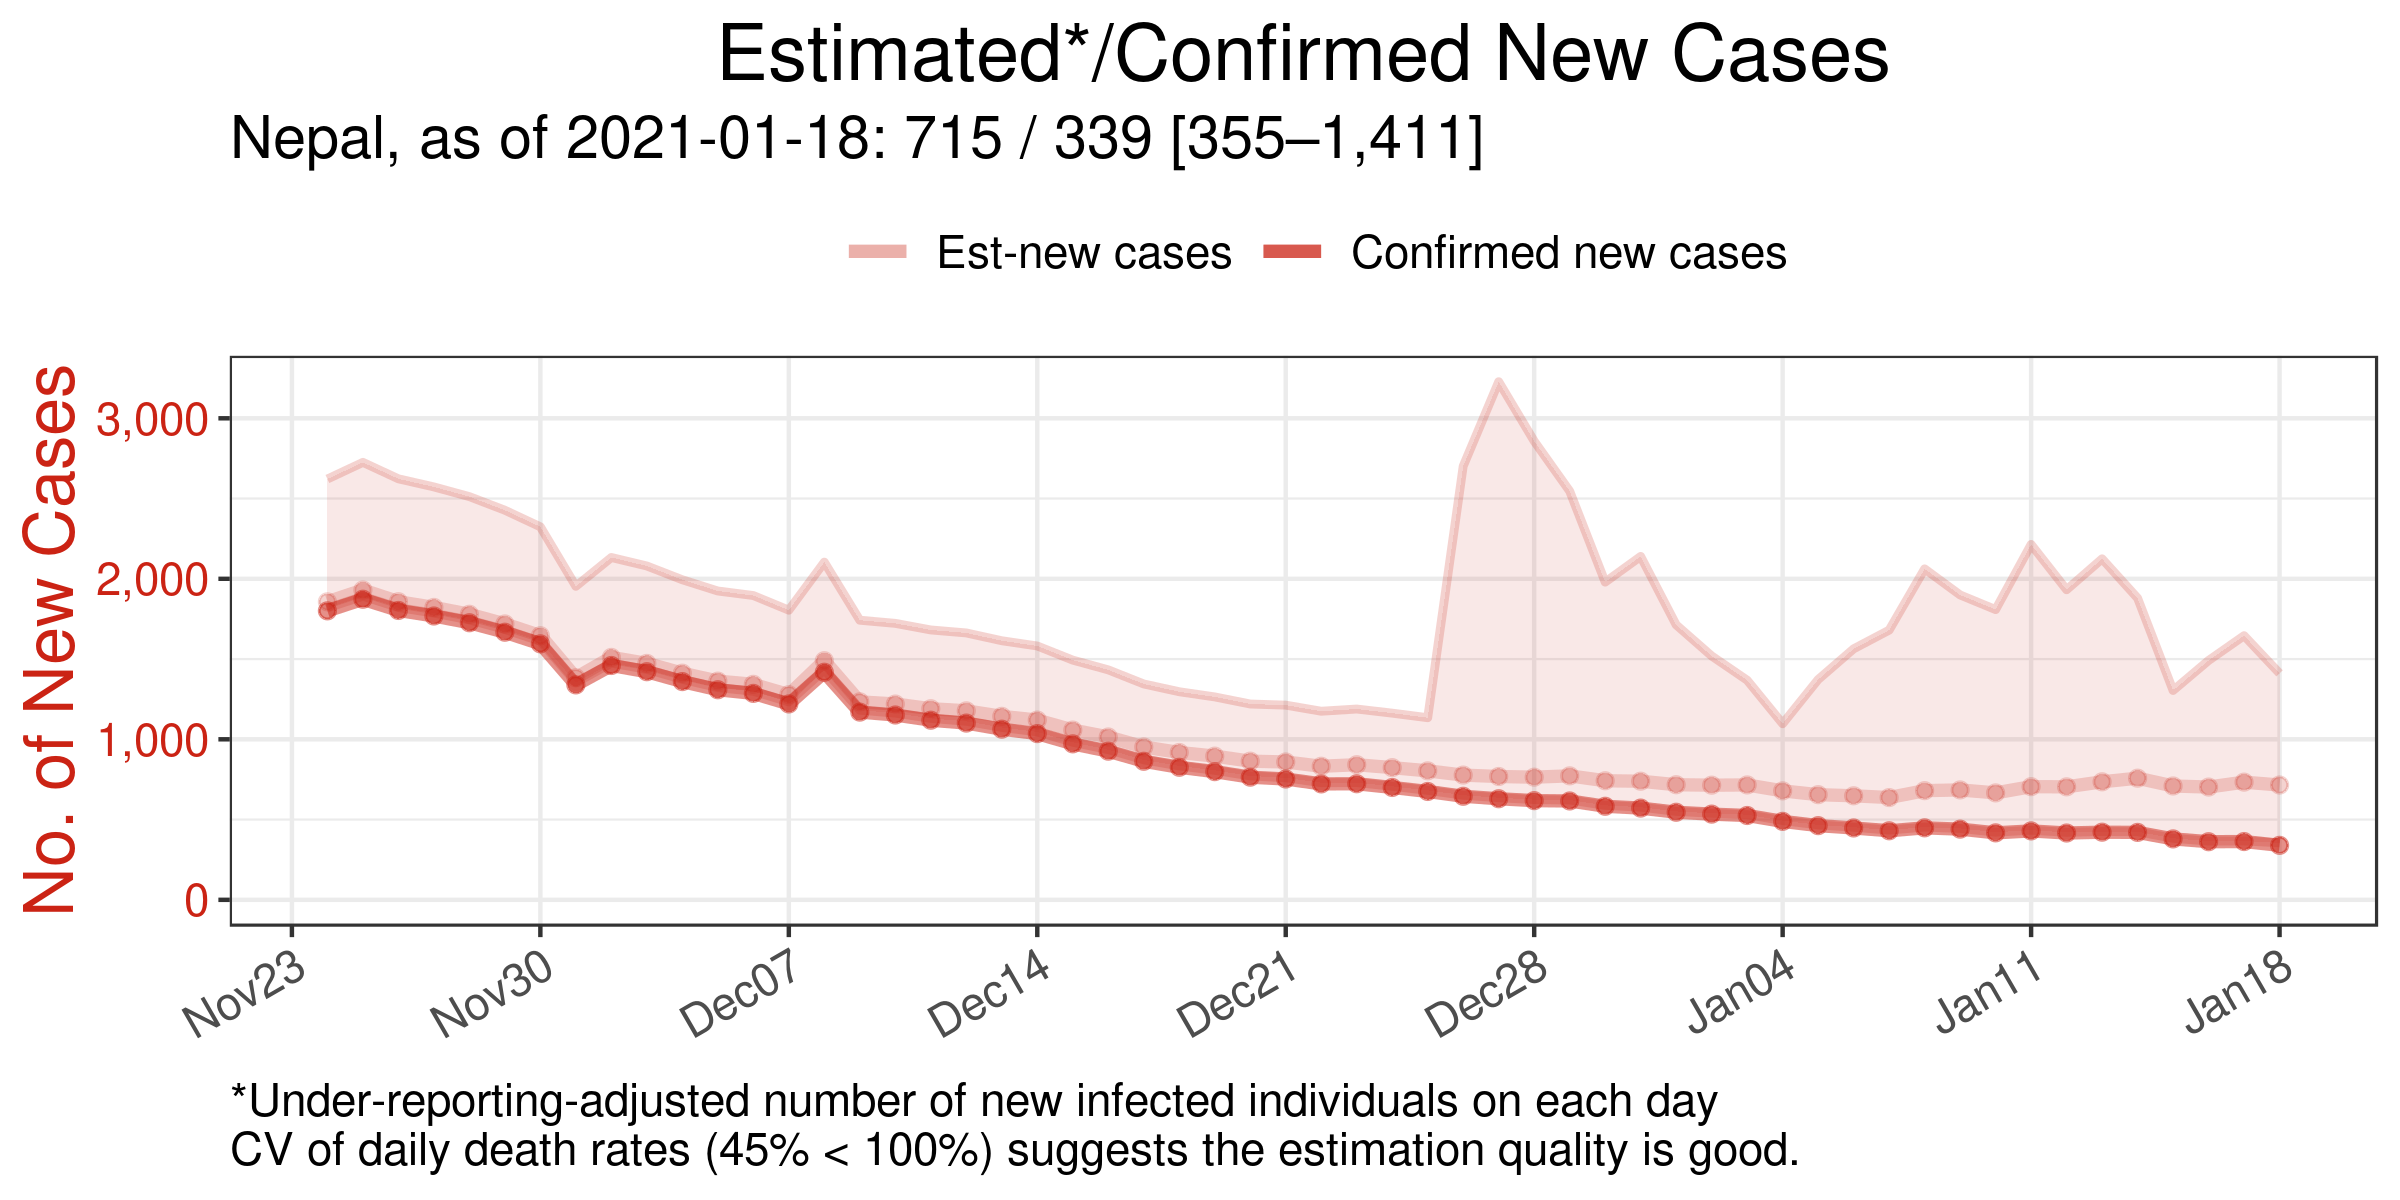 Estimated*/Confirmed New Cases
Nepal, as of 2021-01-18: 715 / 339 [355–1,411]
Est-new cases
Confirmed new cases
No. of New Cases
3,000
2,000
1,000
0
Nov23
Nov30
Dec07
Dec14
Dec21
Dec28
Jan04
Jan11
Jan18
*Under-reporting-adjusted number of new infected individuals on each day
CV of daily death rates (45% < 100%) suggests the estimation quality is good.